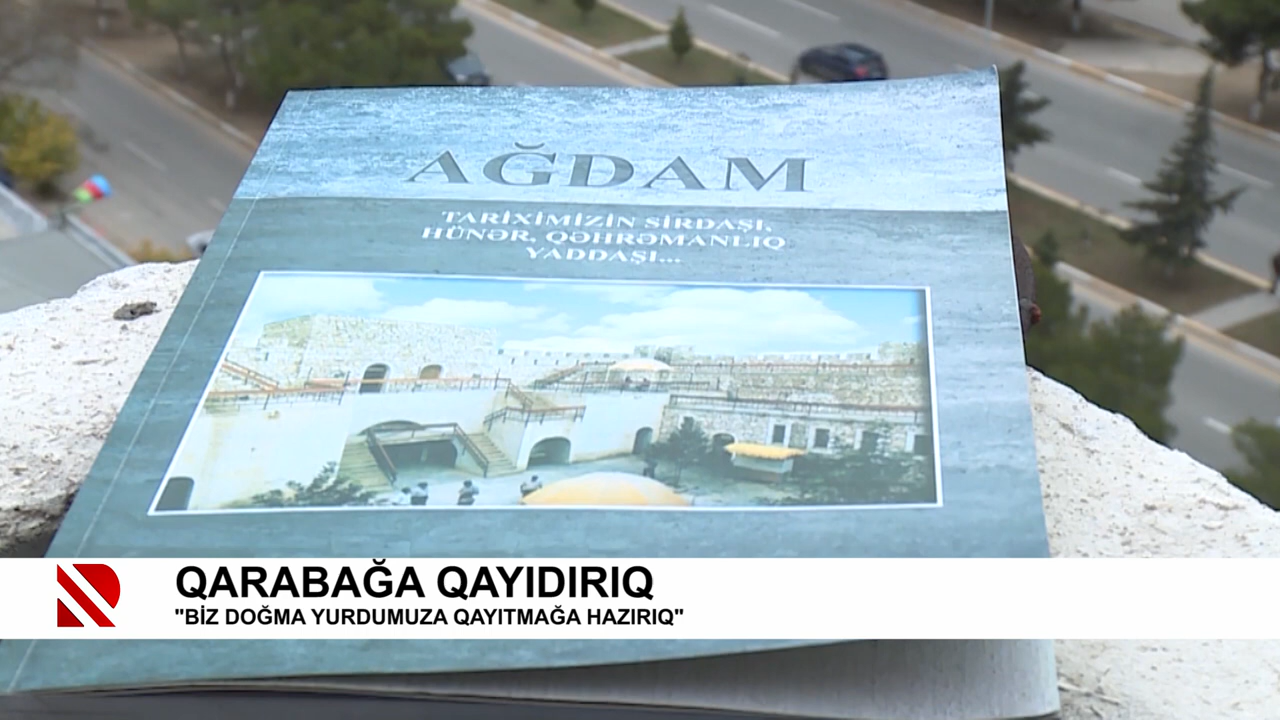 AĞDAM
TARİXİMİZİN SİRDAŞI,
HÜNƏR, QƏHRƏMANLIQ
YADDAŞI...
QARABAĞA QAYIDIRIQ
"BİZ DOĞMA YURDUMUZA QAYITMAĞA HAZIRIQ"